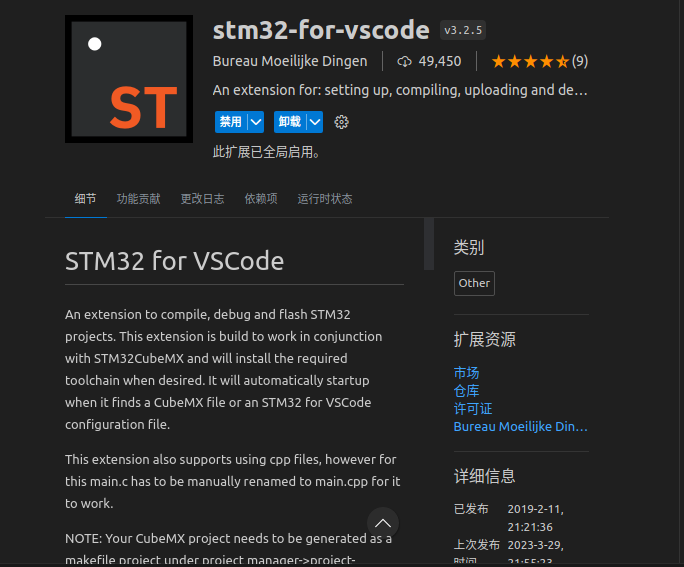 stm32-for-vscode v3.2.5
Bureau Moeilijke Dingen 49,450 (9)
An extension for: setting up, compiling, uploading and de…
禁用 卸载
此扩展已全局启用。
ST
细节 功能贡献 更改日志 依赖项 运行时状态
STM32 for VSCode
An extension to compile, debug and flash STM32
projects. This extension is build to work in conjunction
with STM32CubeMX and will install the required
toolchain when desired. It will automatically startup
when it finds a CubeMX file or an STM32 for VSCode
configuration file.
This extension also supports using cpp files, however for
this main.c has to be manually renamed to main.cpp for it
to work.
NOTE: Your CubeMX project needs to be generated as a
makefile project under project manager->project-
类别
Other
扩展资源
市场
仓库
许可证
Bureau Moeilijke Din…
详细信息
已发布 2019-2-11,
21:21:36
上次发布 2023-3-29,
时间 21:55:23